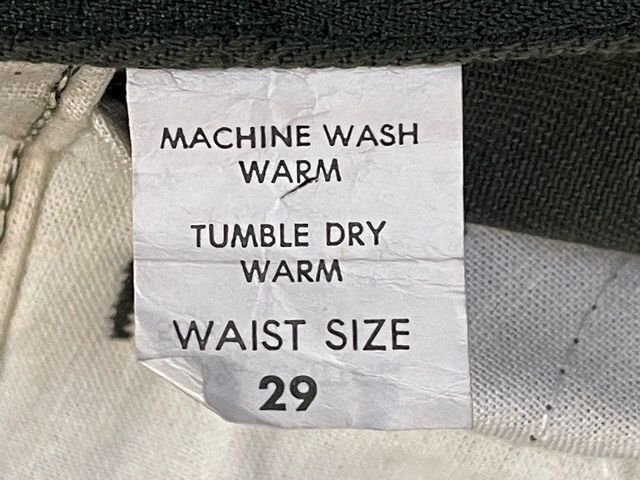 MACHINE WASH
WARM
TUMBLE DRY
WARM
WAIST SIZE
29